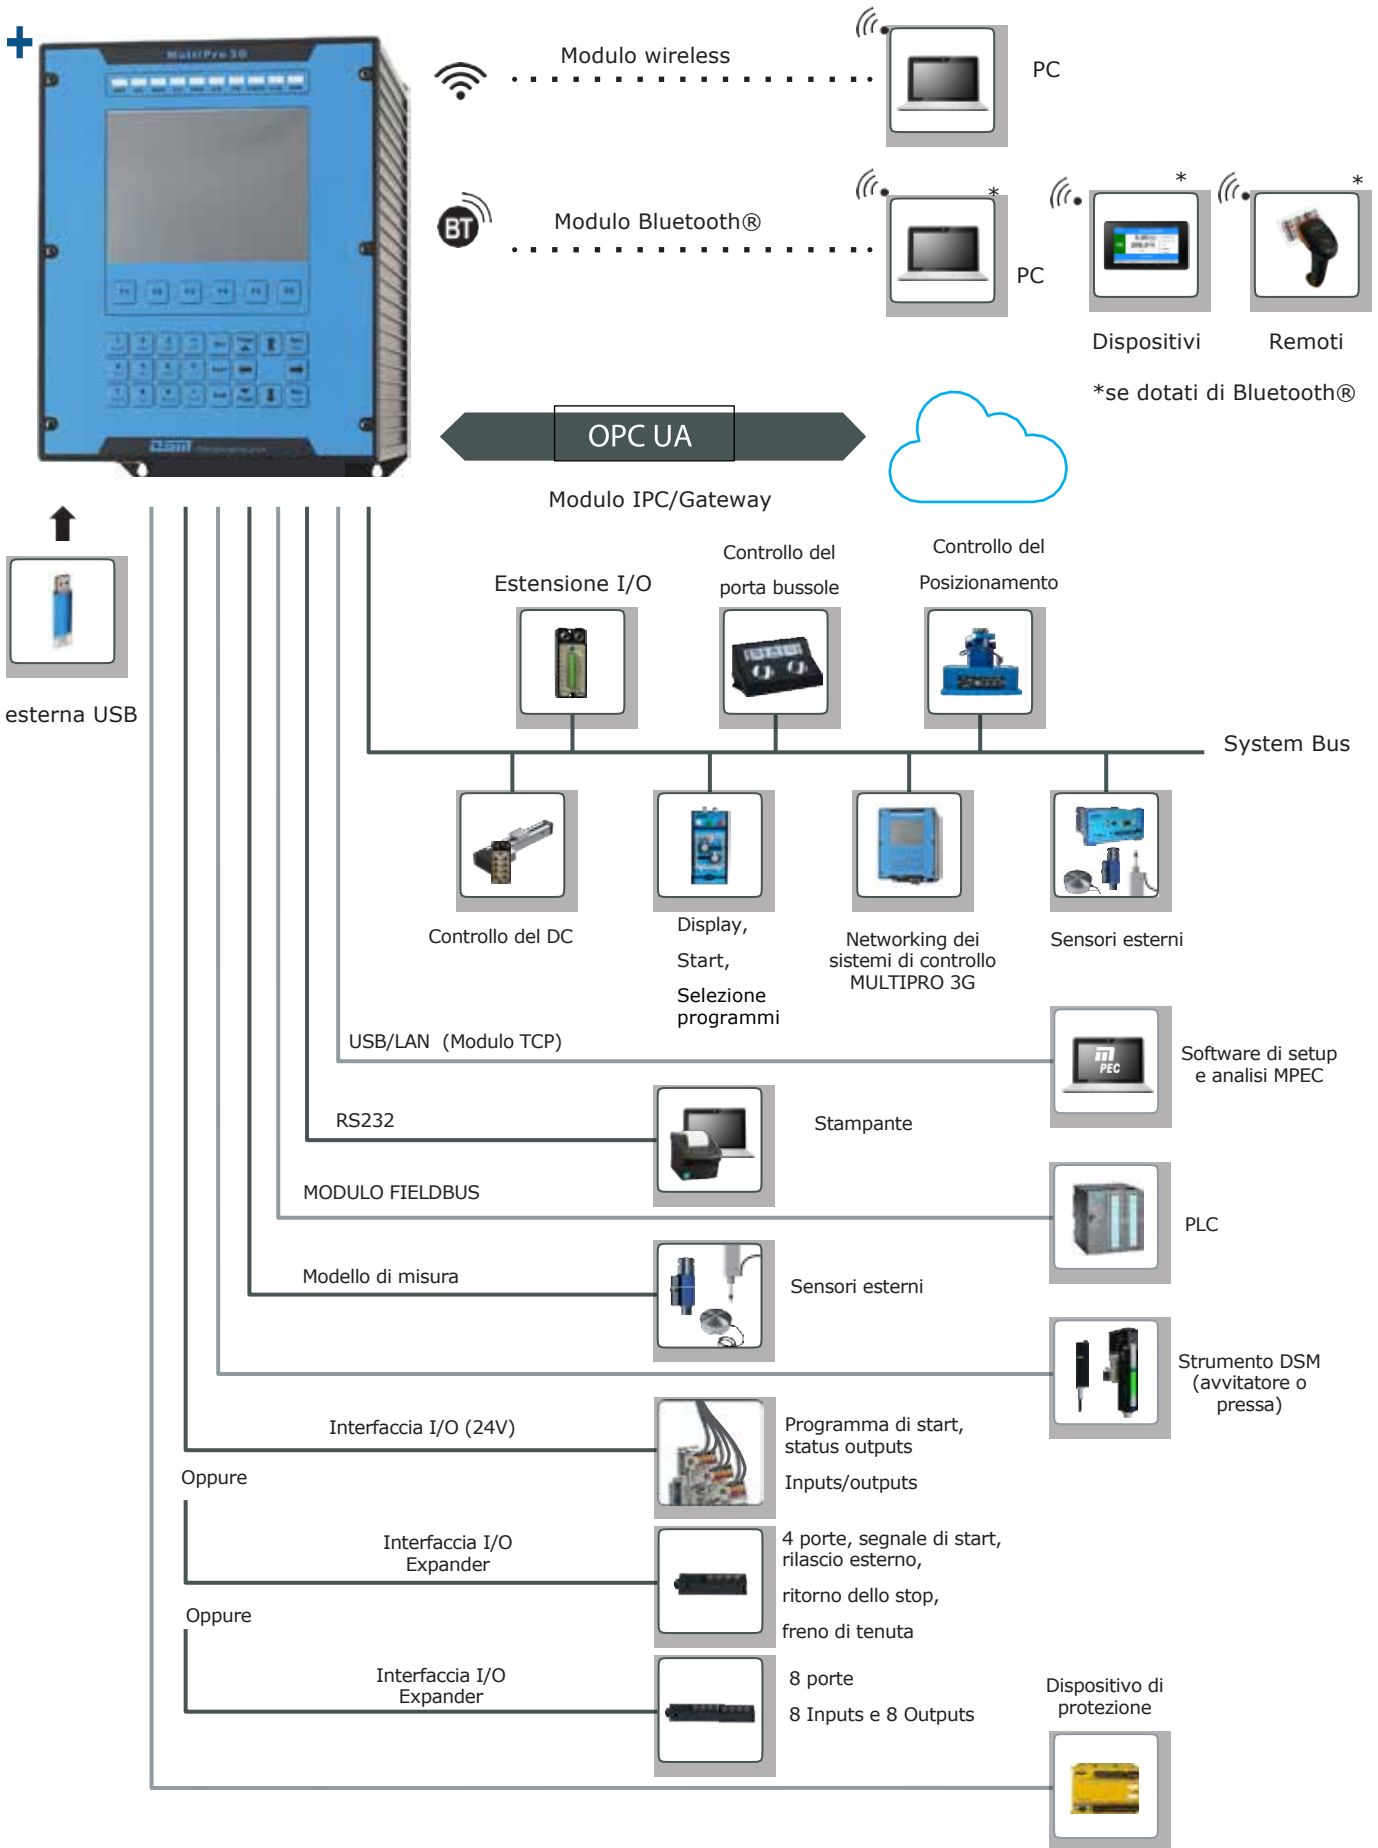 +
MultiPro 3G
Modulo wireless
PC
BT
Modulo Bluetooth®
*
PC
*
*
Dispositivi
Remoti
*se dotati di Bluetooth®
OPC UA
Modulo IPC/Gateway
esterna USB
Estensione I/O
Controllo del
porta bussole
Controllo del
Posizionamento
System Bus
Controllo del DC
Display,
Start,
Selezione
programmi
Networking dei
sistemi di controllo
MULTIPRO 3G
Sensori esterni
USB/LAN (Modulo TCP)
PEC
Software di setup
e analisi MPEC
RS232
Stampante
MODULO FIELDBUS
PLC
Modello di misura
Sensori esterni
Strumento DSM
(avvitatore o
pressa)
Interfaccia I/O (24V)
Programma di start,
status outputs
Inputs/outputs
Oppure
Interfaccia I/O
Expander
4 porte, segnale di start,
rilascio esterno,
ritorno dello stop,
freno di tenuta
Oppure
Interfaccia I/O
Expander
8 porte
8 Inputs e 8 Outputs
Dispositivo di
protezione